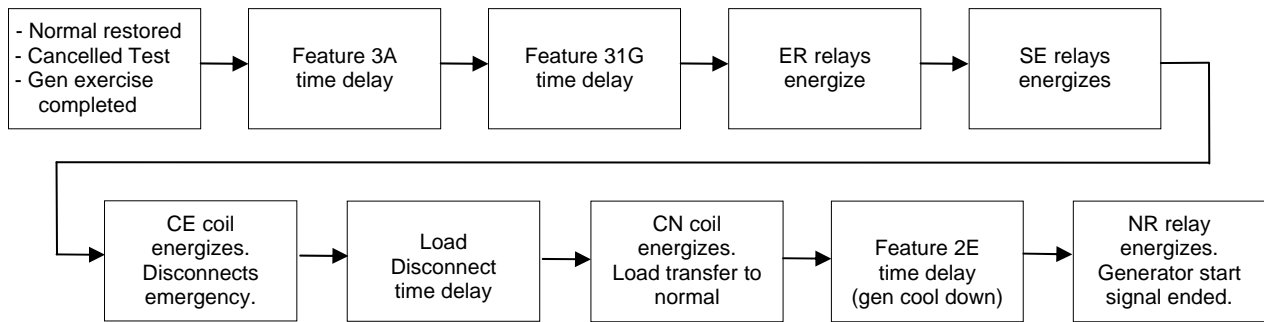 - Normal restored
- Cancelled Test
- Gen exercise
completed
Feature 3A
time delay
Feature 31G
time delay
ER relays
energize
SE relays
energizes
CE coil
energizes.
Disconnects
emergency.
Load
Disconnect
time delay
CN coil
energizes.
Load transfer to
normal
Feature 2E
time delay
(gen cool down)
NR relay
energizes.
Generator start
signal ended.